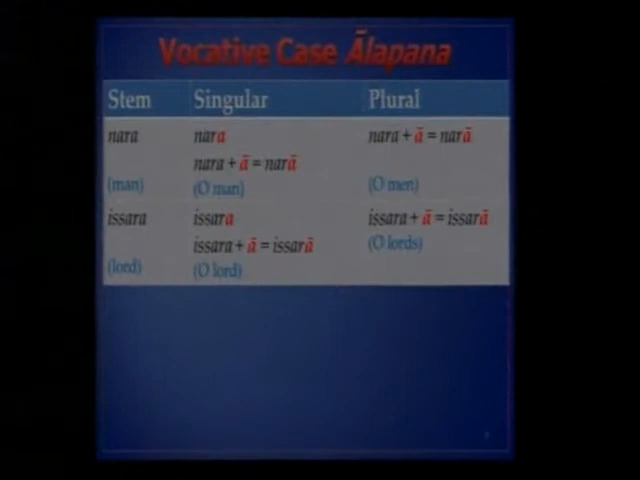 Vocative Case Ālapana
Stem Singular Plural
nara nara nara + ā = narā
nara + ā = narā
(man) (O man) (O men)
issara issara issara + ā = issarā
issara + ā = issarā (O lords)
(lord) (O lord)